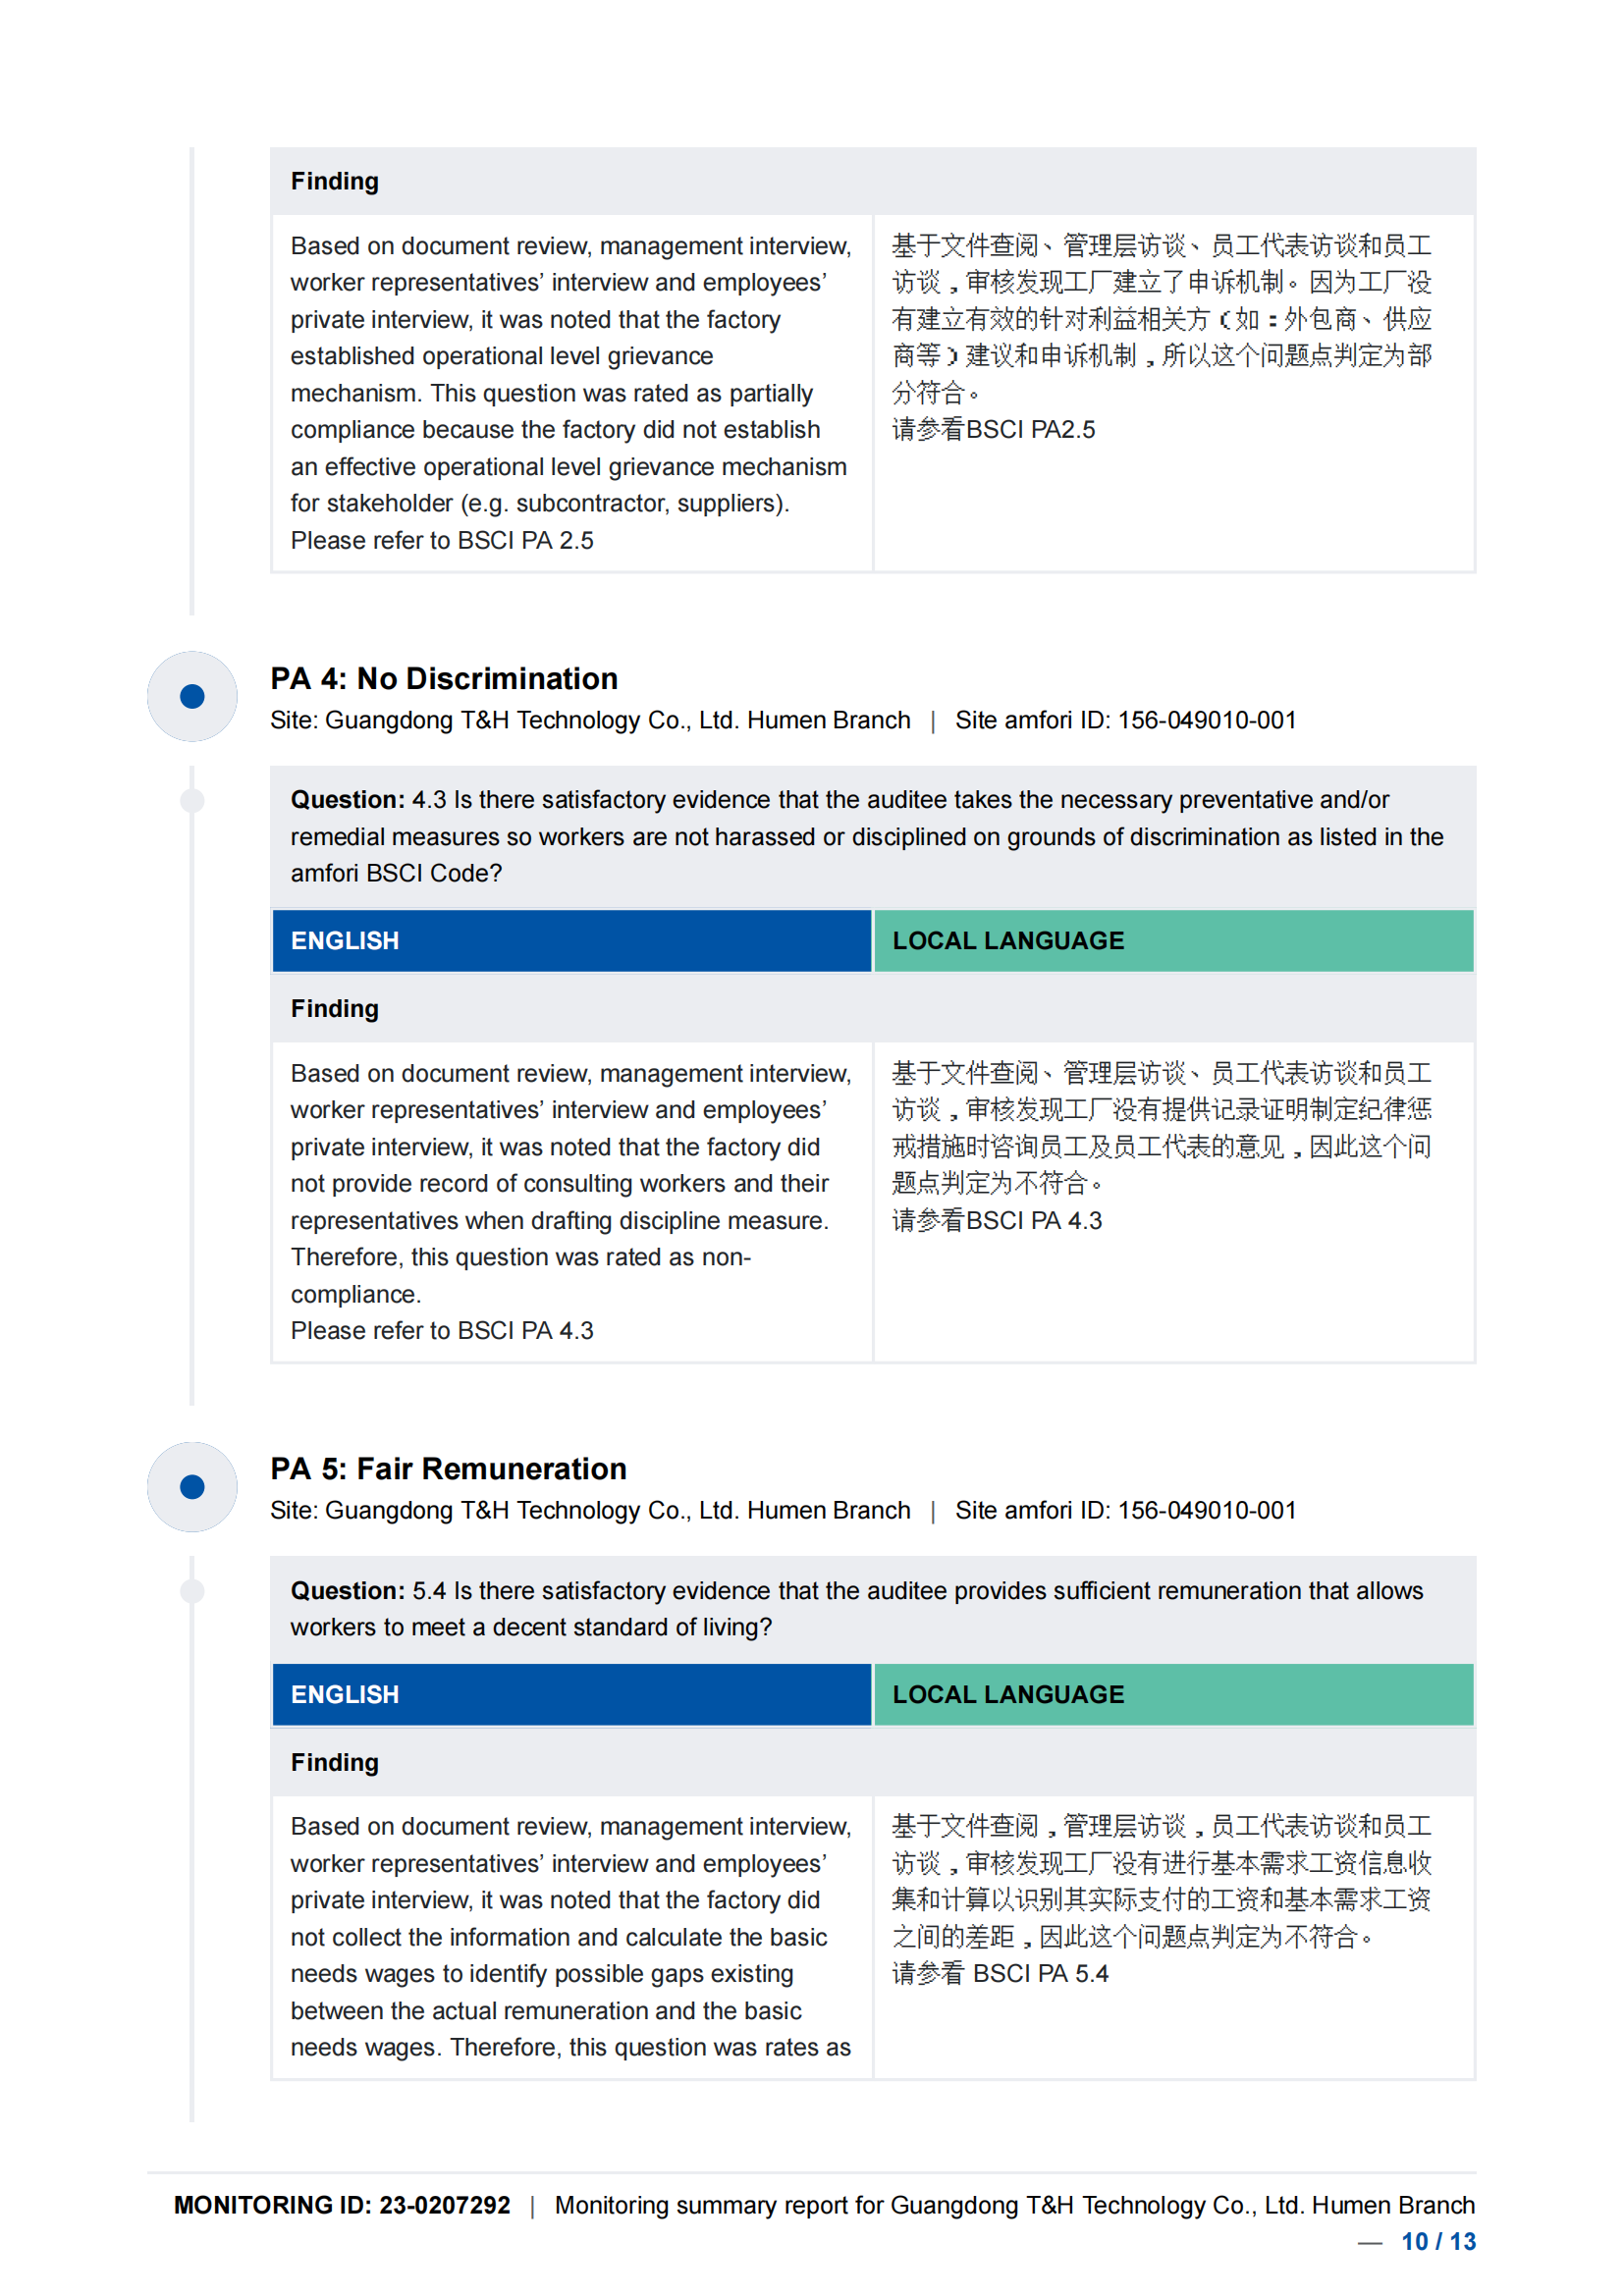 Finding
Based on document review, management interview,
worker representatives’ interview and employees’
private interview, it was noted that the factory
established operational level grievance
mechanism. This question was rated as partially
compliance because the factory did not establish
an effective operational level grievance mechanism
for stakeholder (e.g. subcontractor, suppliers).
Please refer to BSCI PA 2.5
基于文件查阅、管理层访谈、员工代表访谈和员工
访谈，审核发现工厂建立了申诉机制。因为工厂没
有建立有效的针对利益相关方（如：外包商、供应
商等）建议和申诉机制，所以这个问题点判定为部
分符合。
请参看BSCI PA2.5
PA 4: No Discrimination
Site: Guangdong T&H Technology Co., Ltd. Humen Branch | Site amfori ID: 156-049010-001
Question: 4.3 Is there satisfactory evidence that the auditee takes the necessary preventative and/or
remedial measures so workers are not harassed or disciplined on grounds of discrimination as listed in the
amfori BSCI Code?
ENGLISH
LOCAL LANGUAGE
Finding
Based on document review, management interview,
worker representatives’ interview and employees’
private interview, it was noted that the factory did
not provide record of consulting workers and their
representatives when drafting discipline measure.
Therefore, this question was rated as non-
compliance.
Please refer to BSCI PA 4.3
基于文件查阅、管理层访谈、员工代表访谈和员工
访谈，审核发现工厂没有提供记录证明制定纪律惩
戒措施时咨询员工及员工代表的意见，因此这个问
题点判定为不符合。
请参看BSCI PA 4.3
PA 5: Fair Remuneration
Site: Guangdong T&H Technology Co., Ltd. Humen Branch | Site amfori ID: 156-049010-001
Question: 5.4 Is there satisfactory evidence that the auditee provides sufficient remuneration that allows
workers to meet a decent standard of living?
ENGLISH
LOCAL LANGUAGE
Finding
Based on document review, management interview,
worker representatives’ interview and employees’
private interview, it was noted that the factory did
not collect the information and calculate the basic
needs wages to identify possible gaps existing
between the actual remuneration and the basic
needs wages. Therefore, this question was rates as
基于文件查阅，管理层访谈，员工代表访谈和员工
访谈，审核发现工厂没有进行基本需求工资信息收
集和计算以识别其实际支付的工资和基本需求工资
之间的差距，因此这个问题点判定为不符合。
请参看 BSCI PA 5.4
MONITORING ID: 23-0207292 | Monitoring summary report for Guangdong T&H Technology Co., Ltd. Humen Branch
— 10 / 13